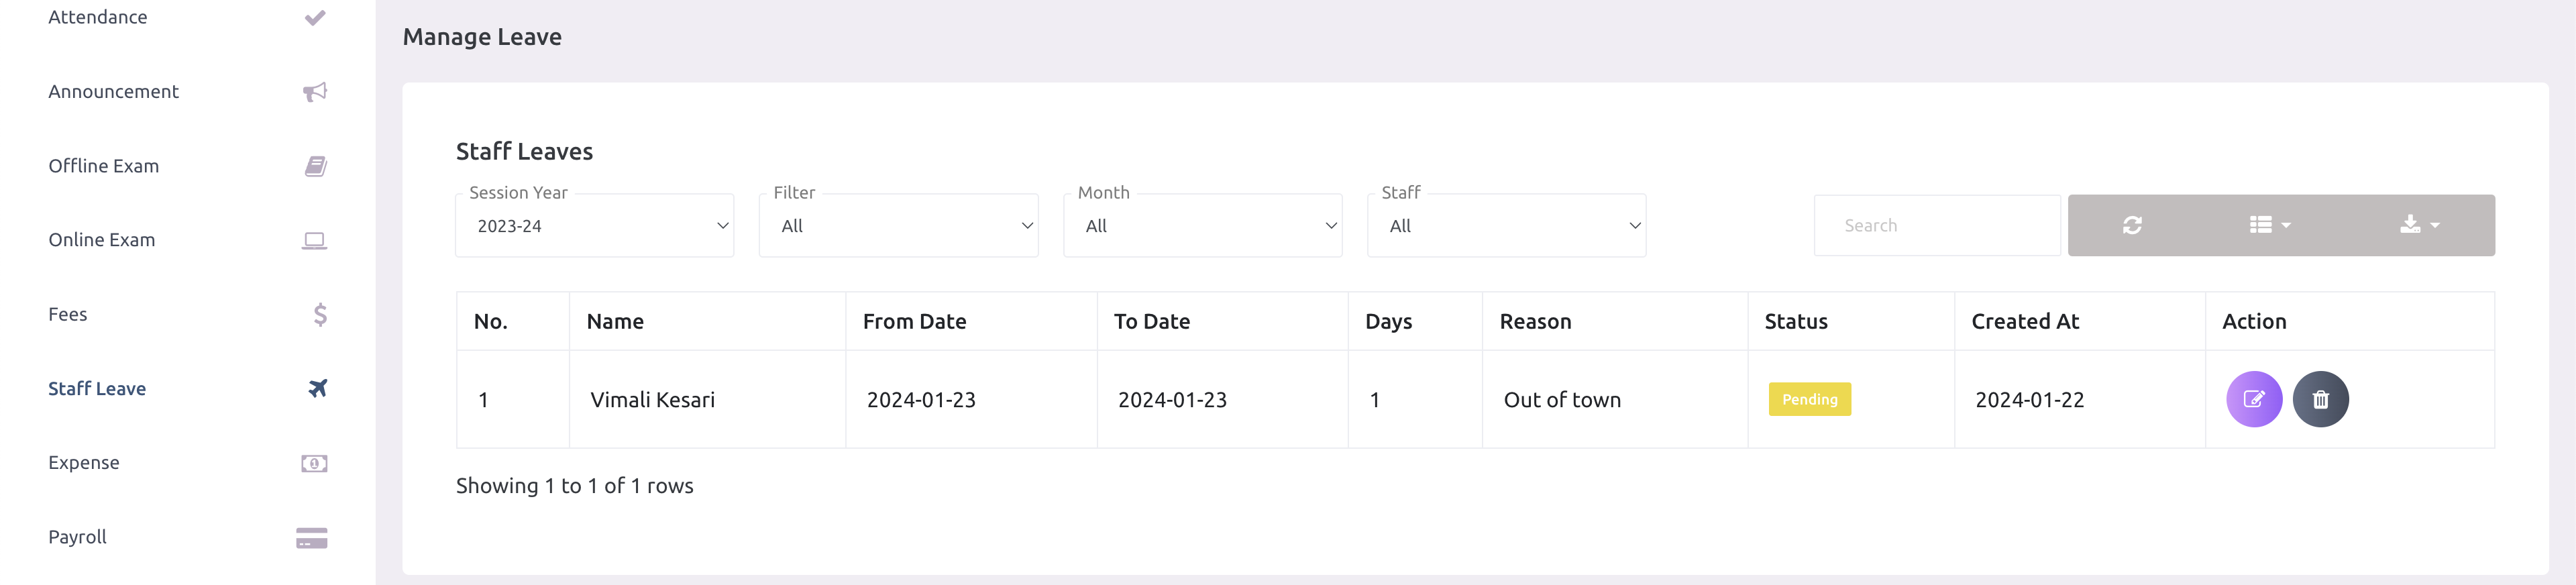 Attendance
Announcement
Offline Exam
Online Exam
Fees
Staff Leave
Expense
Payroll
Manage Leave
Staff Leaves
Session Year Filter Month Staff
2023-24 All All All Search
No. Name From Date To Date Days Reason Status Created At Action
1 Vimali Kesari 2024-01-23 2024-01-23 1 Out of town Pending 2024-01-22
Showing 1 to 1 of 1 rows